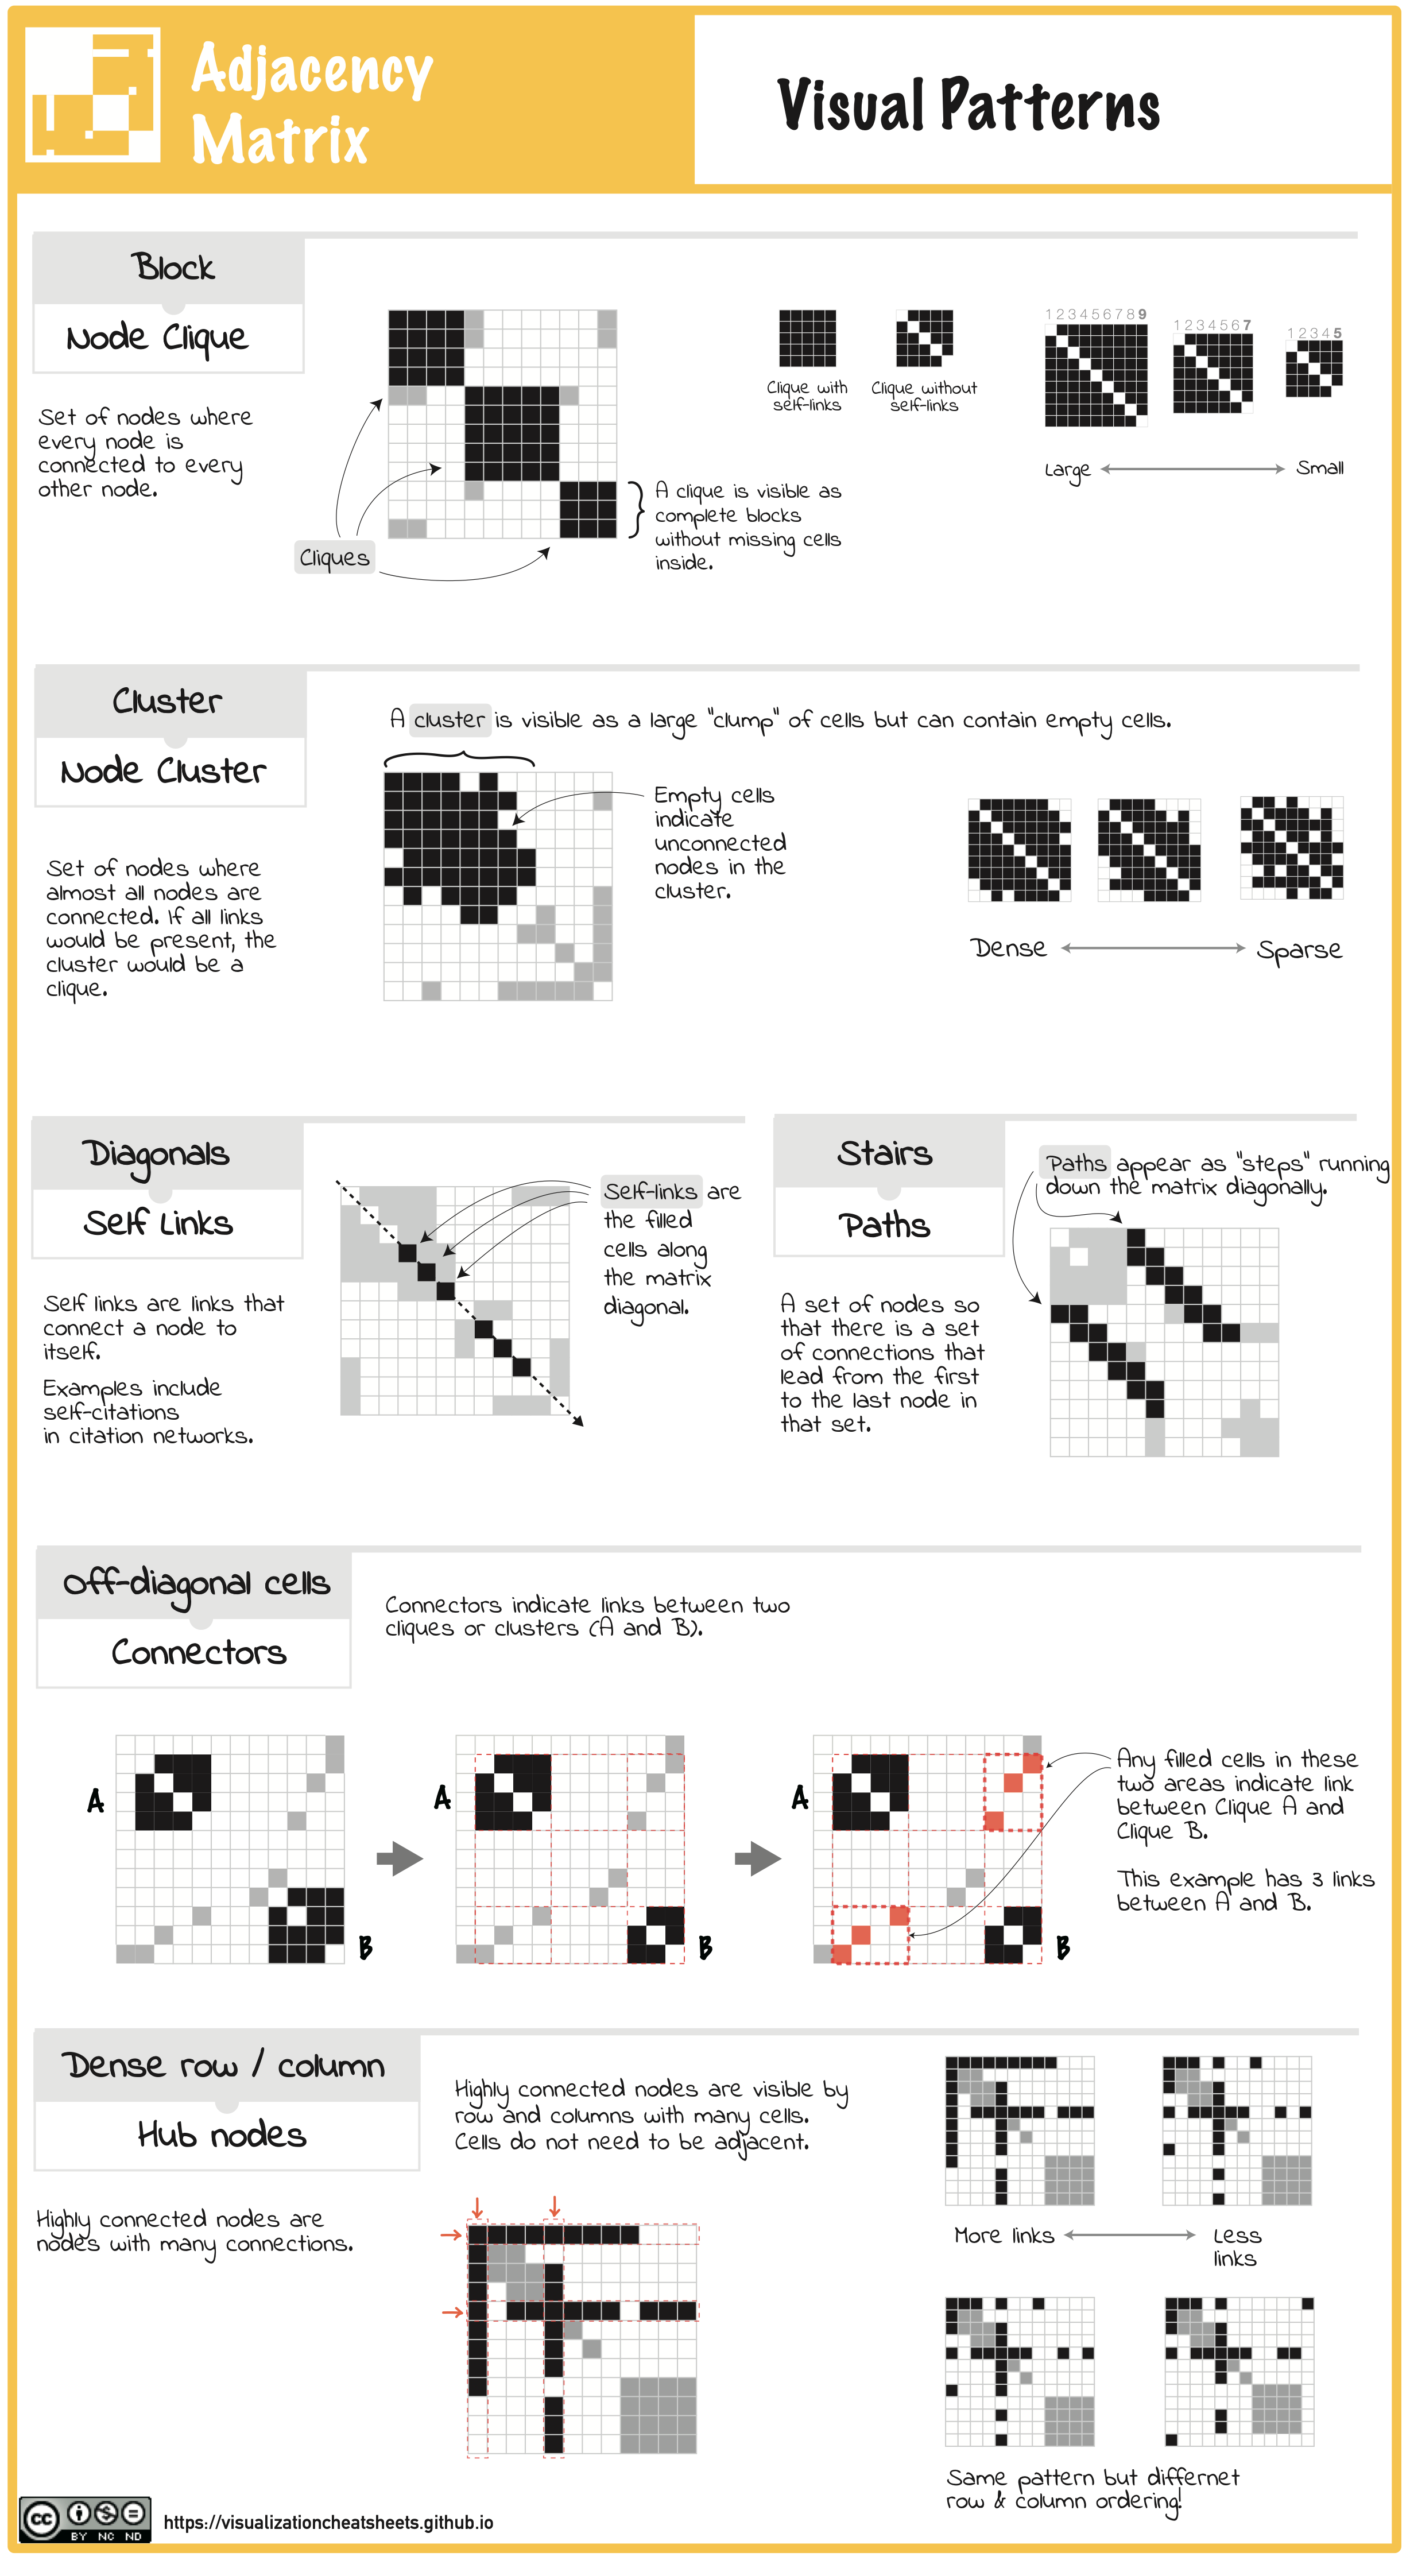 Adjacency
Matrix
Visual Patterns
Block
Node Clique
Set of nodes where
every node is
connected to every
other node.
Cliques
A clique is visible as
complete blocks
without missing cells
inside.
Clique with
self-links
Clique without
self-links
1 2 3 4 5 6 7 8 9
1 2 3 4 5 6 7
1 2 3 4 5
Large
Small
Cluster
Node Cluster
Set of nodes where
almost all nodes are
connected. If all links
would be present, the
cluster would be a
clique.
A cluster is visible as a large "clump" of cells but can contain empty cells.
Empty cells
indicate
unconnected
nodes in the
cluster.
Dense
Sparse
Diagonals
Self Links
Self links are links that
connect a node to
itself.
Examples include
self-citations
in citation networks.
Self-links are
the filled
cells along
the matrix
diagonal.
Stairs
Paths
A set of nodes so
that there is a set
of connections that
lead from the first
to the last node in
that set.
Paths appear as "steps" running
down the matrix diagonally.
Off-diagonal cells
Connectors
Connectors indicate links between two
cliques or clusters (A and B).
A
B
A
B
A
B
Any filled cells in these
two areas indicate link
between Clique A and
Clique B.
This example has 3 links
between A and B.
Dense row / column
Hub nodes
Highly connected nodes are
nodes with many connections.
Highly connected nodes are visible by
row and columns with many cells.
Cells do not need to be adjacent.
More links
Less
links
Same pattern but differnet
row & column ordering!
cc
BY NC ND
https://visualizationcheatsheets.github.io